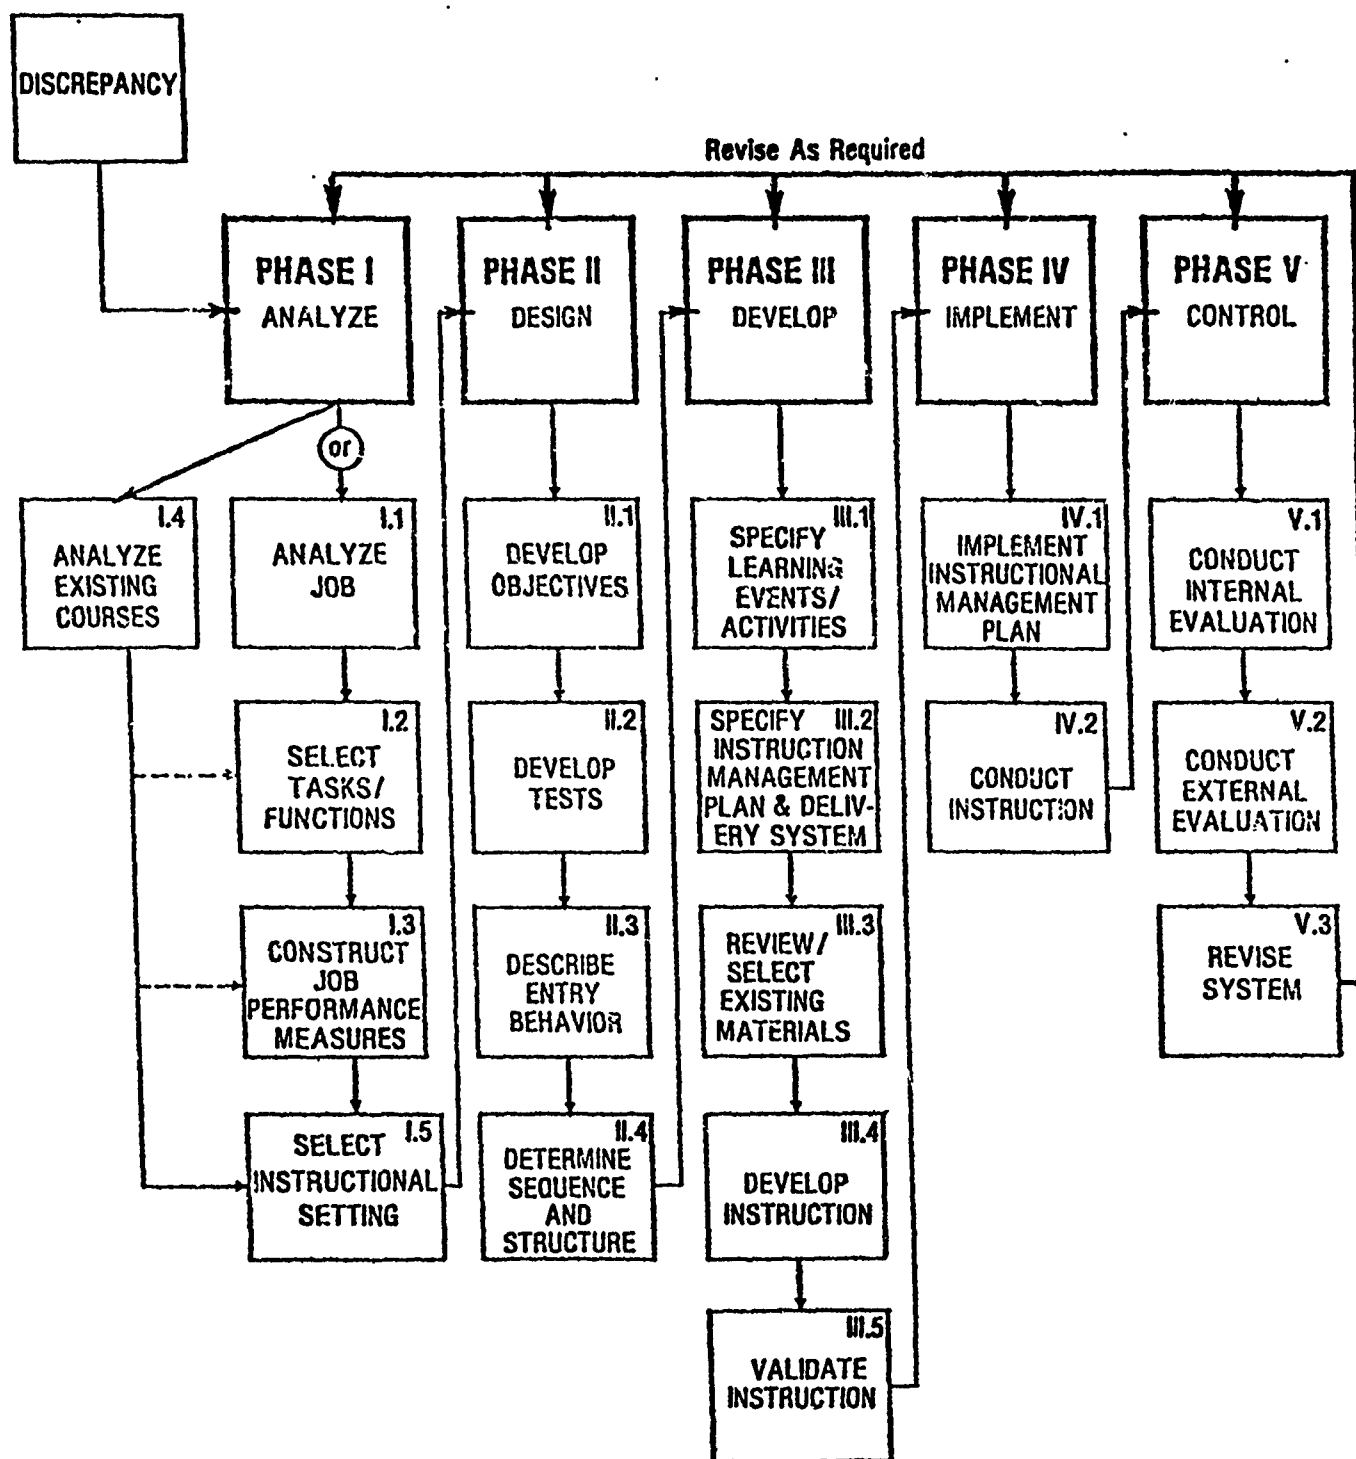 DISCREPANCY
Revise As Required
PHASE I
ANALYZE
PHASE II
DESIGN
PHASE III
DEVELOP
PHASE IV
IMPLEMENT
PHASE V
CONTROL
or
I.4
ANALYZE
EXISTING
COURSES
I.1
ANALYZE
JOB
I.2
SELECT
TASKS/
FUNCTIONS
I.3
CONSTRUCT
JOB
PERFORMANCE
MEASURES
I.5
SELECT
INSTRUCTIONAL
SETTING
II.1
DEVELOP
OBJECTIVES
II.2
DEVELOP
TESTS
II.3
DESCRIBE
ENTRY
BEHAVIOR
II.4
DETERMINE
SEQUENCE
AND
STRUCTURE
III.1
SPECIFY
LEARNING
EVENTS/
ACTIVITIES
SPECIFY III.2
INSTRUCTION
MANAGEMENT
PLAN & DELIV-
ERY SYSTEM
REVIEW/ III.3
SELECT
EXISTING
MATERIALS
III.4
DEVELOP
INSTRUCTION
III.5
VALIDATE
INSTRUCTION
IV.1
IMPLEMENT
INSTRUCTIONAL
MANAGEMENT
PLAN
IV.2
CONDUCT
INSTRUCTION
V.1
CONDUCT
INTERNAL
EVALUATION
V.2
CONDUCT
EXTERNAL
EVALUATION
V.3
REVISE
SYSTEM